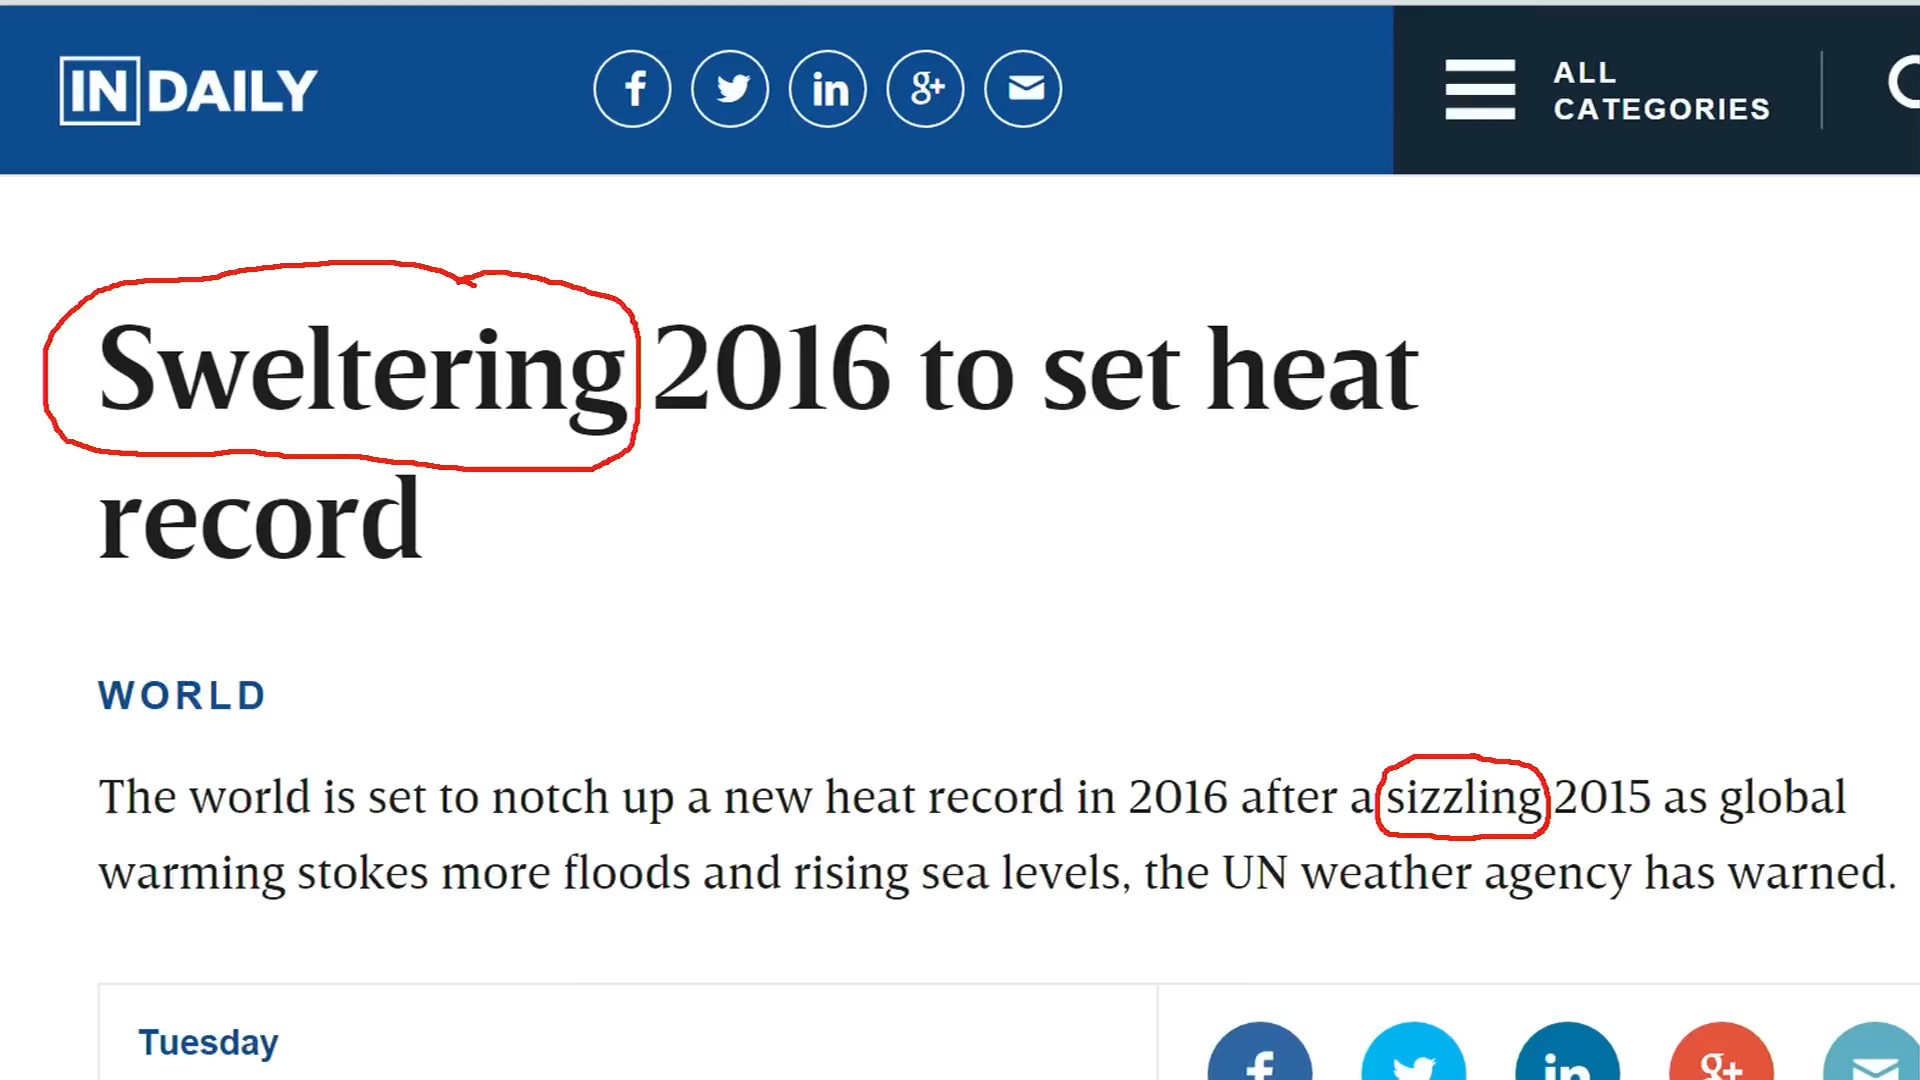 IN DAILY
ALL
CATEGORIES
Sweltering 2016 to set heat
record
WORLD
The world is set to notch up a new heat record in 2016 after a sizzling 2015 as global
warming stokes more floods and rising sea levels, the UN weather agency has warned.
Tuesday